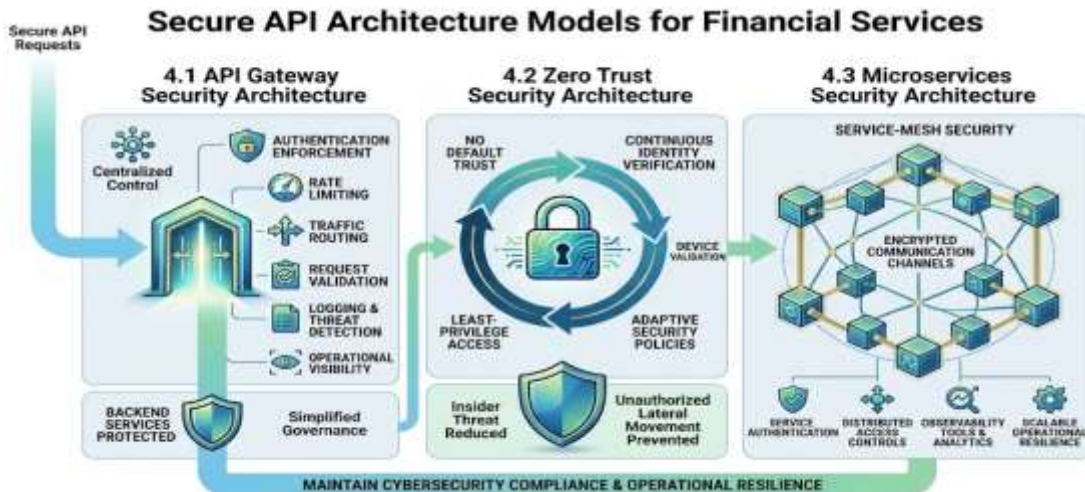 Secure API Architecture Models for Financial Services
Secure API
Requests
4.1 API Gateway
Security Architecture
Centralized
Control
AUTHENTICATION
ENFORCEMENT
RATE
LIMITING
TRAFFIC
ROUTING
REQUEST
VALIDATION
LOGGING &
THREAT
DETECTION
OPERATIONAL
VISIBILITY
BACKEND
SERVICES
PROTECTED
Simplified
Governance
4.2 Zero Trust
Security Architecture
NO
DEFAULT
TRUST
CONTINUOUS
IDENTITY
VERIFICATION
DEVICE
VALIDATION
LEAST-
PRIVILEGE
ACCESS
ADAPTIVE
SECURITY
POLICIES
Insider
Threat
Reduced
Unauthorized
Lateral
Movement
Prevented
4.3 Microservices
Security Architecture
SERVICE-MESH SECURITY
ENCRYPTED
COMMUNICATION
CHANNELS
SERVICE
AUTHENTICATION
DISTRIBUTED
ACCESS
CONTROLS
OBSERVABILITY
TOOLS &
ANALYTICS
SCALABLE
OPERATIONAL
RESILIENCE
MAINTAIN CYBERSECURITY COMPLIANCE & OPERATIONAL RESILIENCE